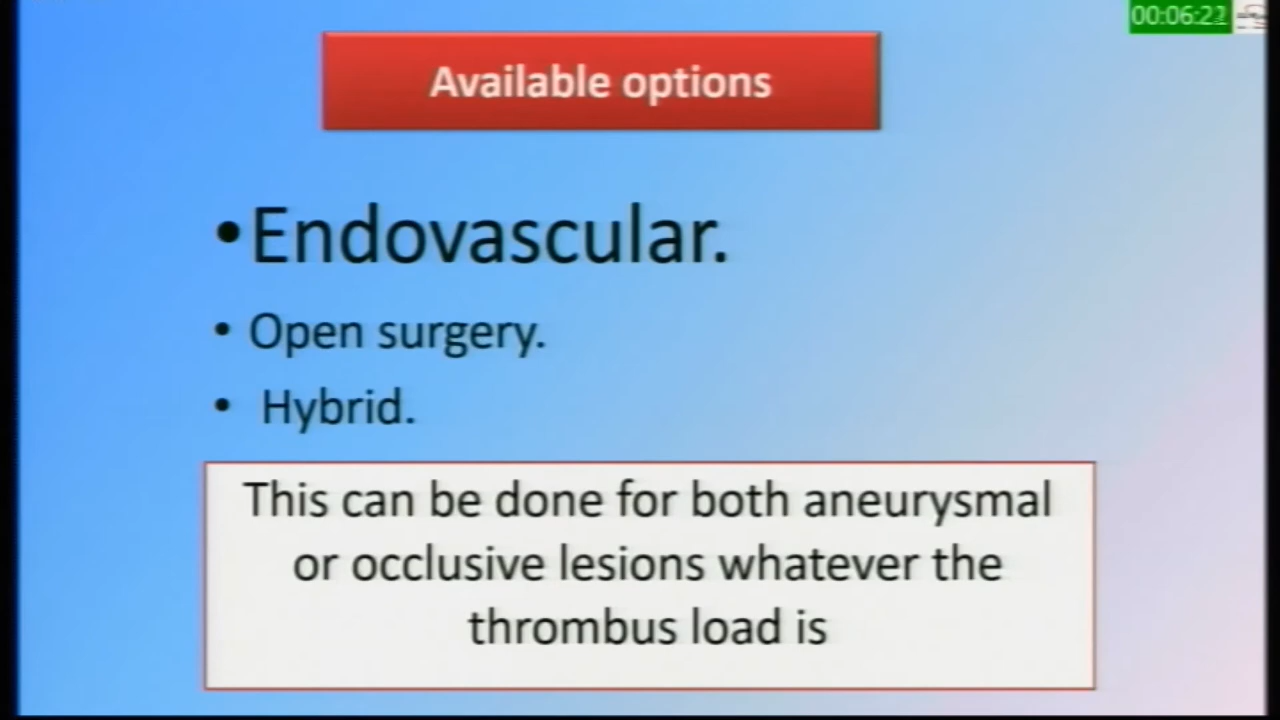 00:06:22
Available options
•Endovascular.
• Open surgery.
• Hybrid.
This can be done for both aneurysmal
or occlusive lesions whatever the
thrombus load is